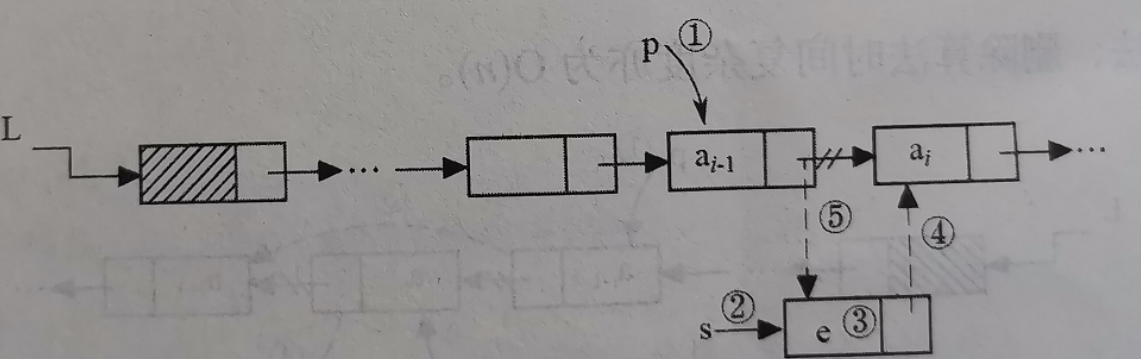 p ①
L
… a_{i-1} a_i …
⑤ ④
s ② e ③